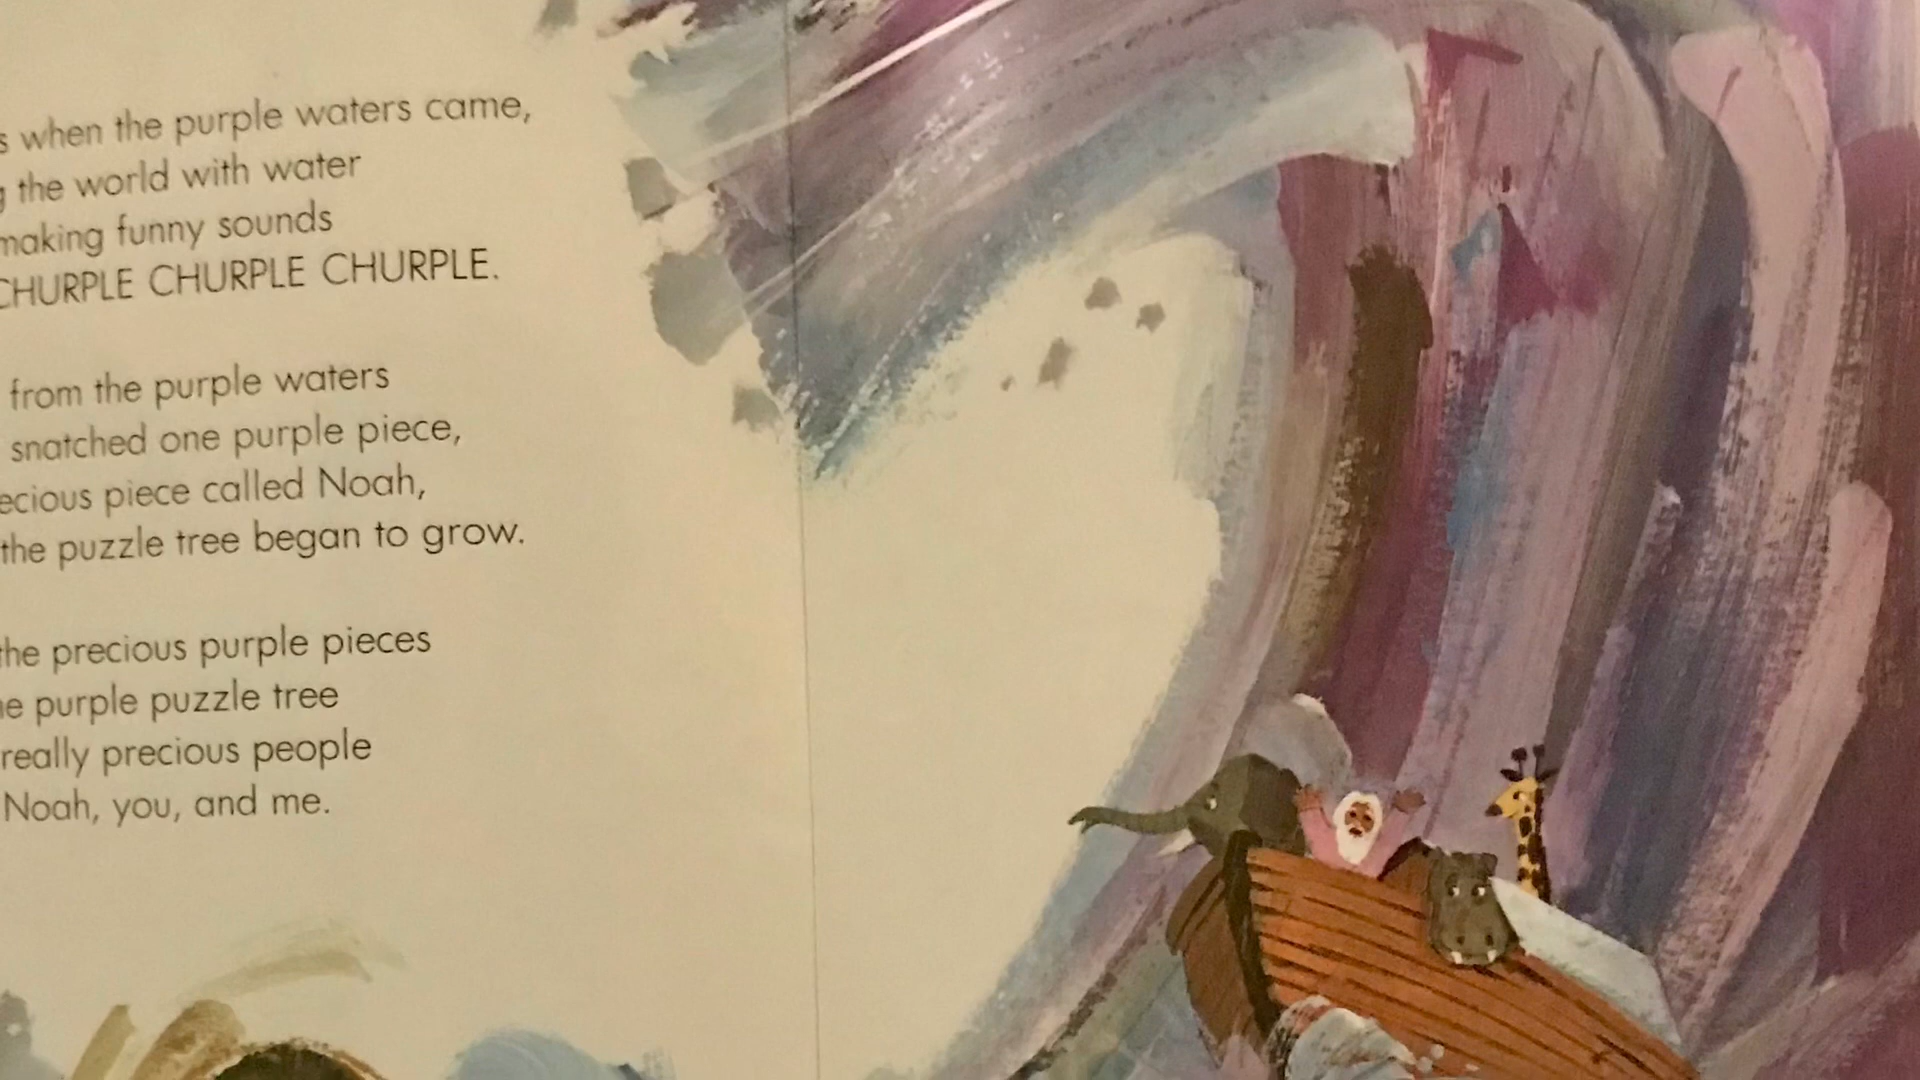 when the purple waters came,
the world with water
making funny sounds
CHURPLE CHURPLE CHURPLE.
from the purple waters
snatched one purple piece,
piece called Noah,
the puzzle tree began to grow.
the precious purple pieces
purple puzzle tree
really precious people
Noah, you, and me.